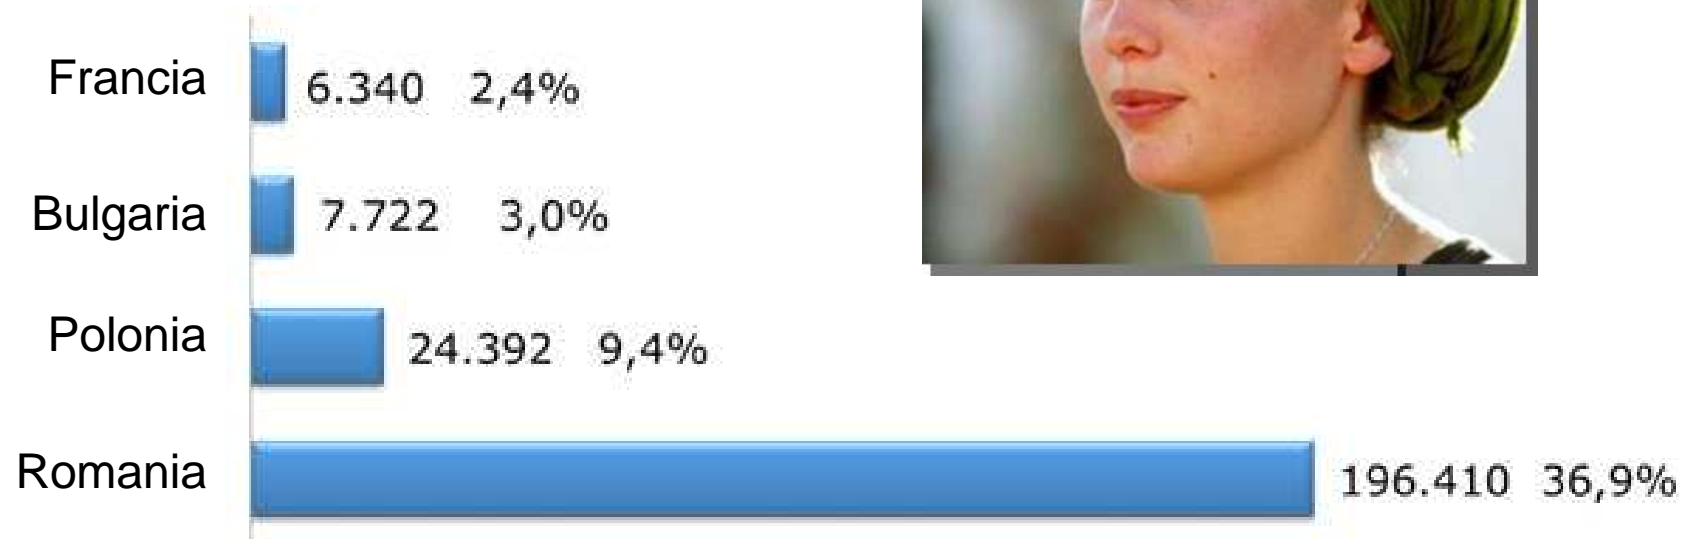 Francia 6.340 2,4%
Bulgaria 7.722 3,0%
Polonia 24.392 9,4%
Romania 196.410 36,9%